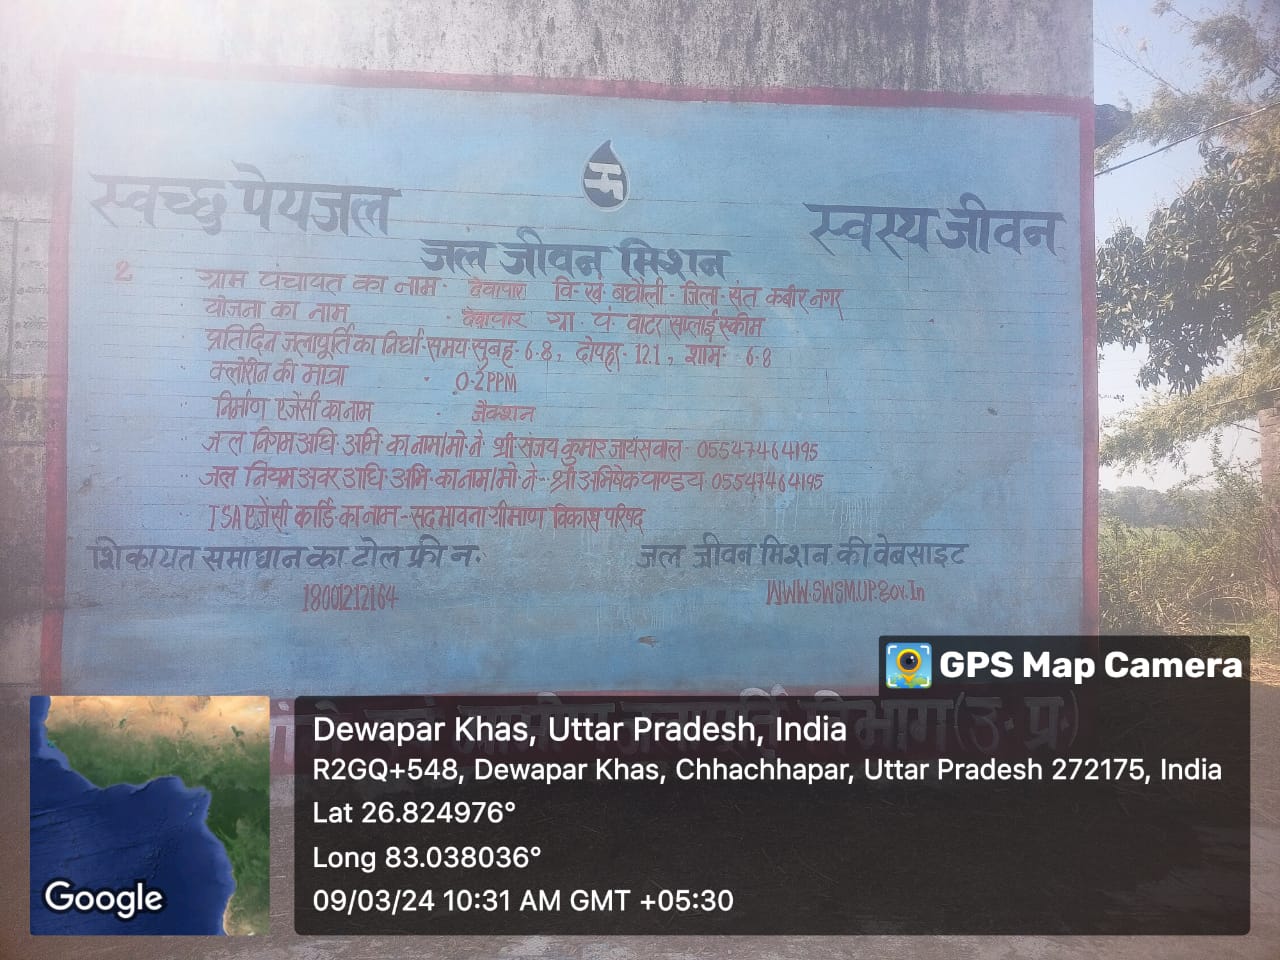 स्वच्छ पेयजल
स्वस्य जीवन
जल जीवन मिशन
2 ग्राम पंचायत का नाम - देवापार वि. खं. बघौली - जिला - संत कबीर नगर
योजना का नाम - देवापार ग्रा. पं. वाटर सप्लाई स्कीम
प्रतिदिन जलापूर्ति का निर्धा. समय सुबह - 6-8, दोपहर - 12.1, शाम - 6-8
क्लोरीन की मात्रा - 0.2PPM
निर्माण एजेंसी का नाम - जैक्शन
जल निगम अधि. अभि. का नाम/मो. ने श्री संजय कुमार जायसवाल - 05547464195
जल नियम अवर अधि. अभि. का नाम/मो. ने - श्री अभिषेक पाण्डेय 05547464195
ISA एजेंसी कार्डि. का नाम - सदभावना ग्रीमाण विकास परिषद
शिकायत समाधान का टोल फ्री न.
जल जीवन मिशन की वेबसाइट
18001212164
WWW.SWSM.UP.gov.In
ग्रामीण जलापूर्ति विभाग (उ. प्र.)
GPS Map Camera
Dewapar Khas, Uttar Pradesh, India
R2GQ+548, Dewapar Khas, Chhachhapar, Uttar Pradesh 272175, India
Lat 26.824976°
Long 83.038036°
09/03/24 10:31 AM GMT +05:30
Google